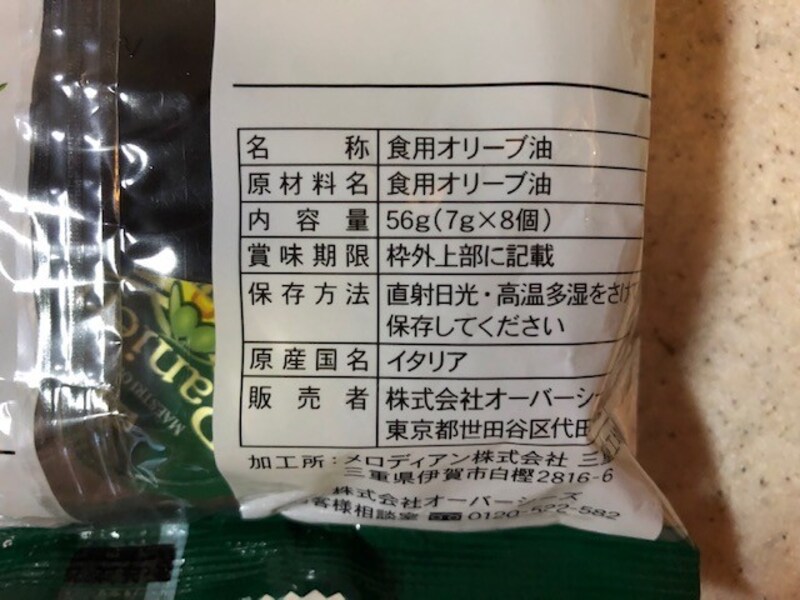 名称 食用オリーブ油
原材料名 食用オリーブ油
内容量 56g(7g×8個)
賞味期限 枠外上部に記載
保存方法 直射日光・高温多湿をさけ
保存してください
原産国名 イタリア
販売者 株式会社オーバーシ
東京都世田谷区代田
加工所:メロディアン株式会社 三
三重県伊賀市白樫2816-6
株式会社オーバーシーズ
客様相談室 0120-522-582
Ranie
MAESTRI